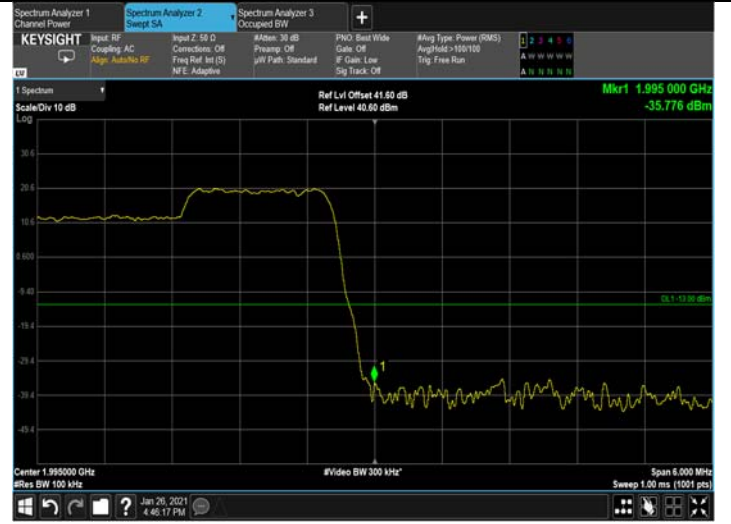 Spectrum Analyzer 1
Channel Power
Spectrum Analyzer 2
Swept SA
Spectrum Analyzer 3
Occupied BW
KEYSIGHT
Input: RF
Coupling: AC
Align: Auto/No RF
Input Z: 50 Ω
Corrections: Off
Freq Ref: Int (S)
NFE: Adaptive
#Atten: 30 dB
Preamp: Off
µW Path: Standard
PNO: Best Wide
Gate: Off
IF Gain: Low
Sig Track: Off
#Avg Type: Power (RMS)
Avg|Hold:>100/100
Trig: Free Run
1 2 3 4 5 6
A W W W W W
A N N N N N
1 Spectrum
Scale/Div 10 dB
Log
Ref Lvl Offset 41.60 dB
Ref Level 40.60 dBm
Mkr1 1.995 000 GHz
-35.776 dBm
30.6
20.6
10.6
0.600
-9.40
-19.4
-29.4
-39.4
-49.4
1
Center 1.995000 GHz
#Res BW 100 kHz
#Video BW 300 kHz*
Span 6.000 MHz
Sweep 1.00 ms (1001 pts)
?
Jan 26, 2021
4:46:17 PM